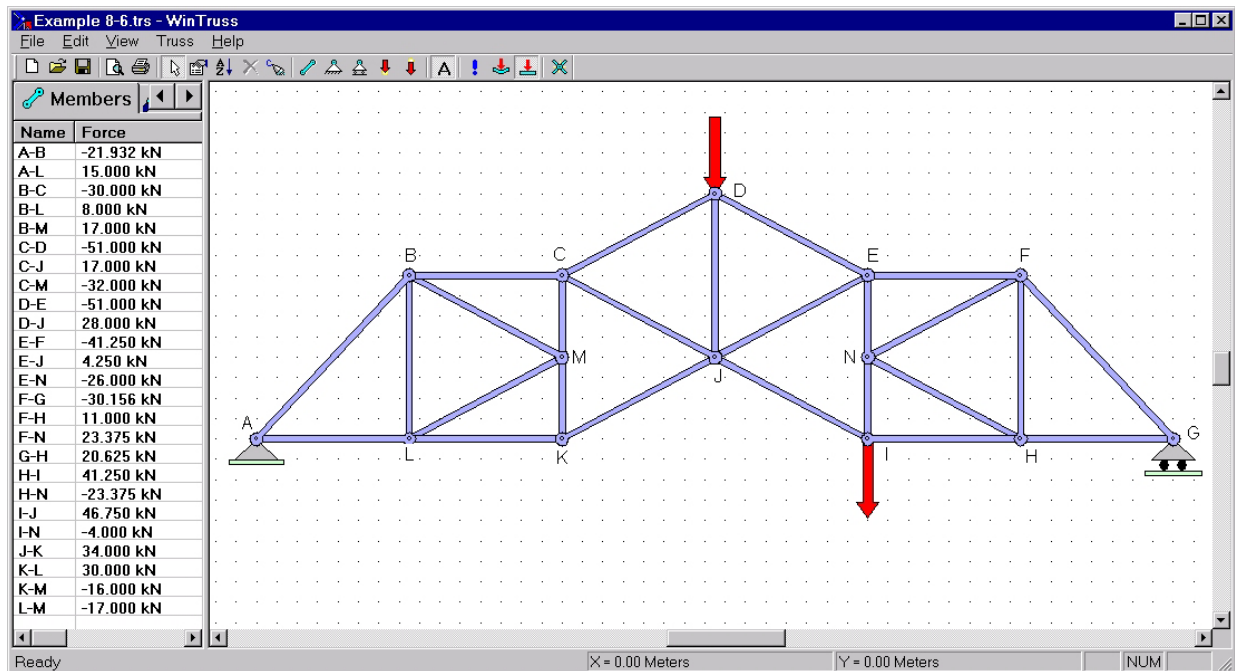 Example 8-6.trs - WinTruss
File Edit View Truss Help
A
Members
Name Force
A-B -21.932 kN
A-L 15.000 kN
B-C -30.000 kN
B-L 8.000 kN
B-M 17.000 kN
C-D -51.000 kN
C-J 17.000 kN
C-M -32.000 kN
D-E -51.000 kN
D-J 28.000 kN
E-F -41.250 kN
E-J 4.250 kN
E-N -26.000 kN
F-G -30.156 kN
F-H 11.000 kN
F-N 23.375 kN
G-H 20.625 kN
H-I 41.250 kN
H-N -23.375 kN
I-J 46.750 kN
I-N -4.000 kN
J-K 34.000 kN
K-L 30.000 kN
K-M -16.000 kN
L-M -17.000 kN
D
B C E F
M J N
A G
L K I H
Ready X = 0.00 Meters Y = 0.00 Meters NUM